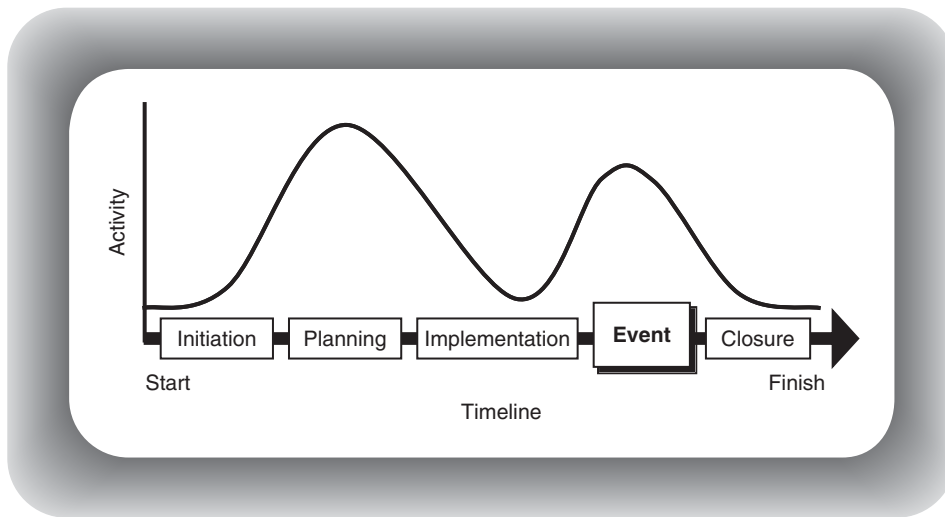 Activity
Initiation
Planning
Implementation
Event
Closure
Start
Finish
Timeline